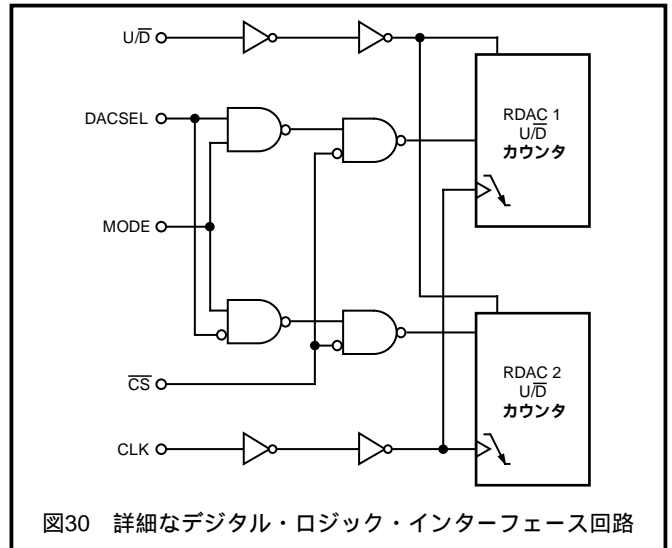 U/D̅
DACSEL
MODE
C̅S̅
CLK
RDAC 1
U/D̅
カウンタ
RDAC 2
U/D̅
カウンタ
図30 詳細なデジタル・ロジック・インターフェース回路